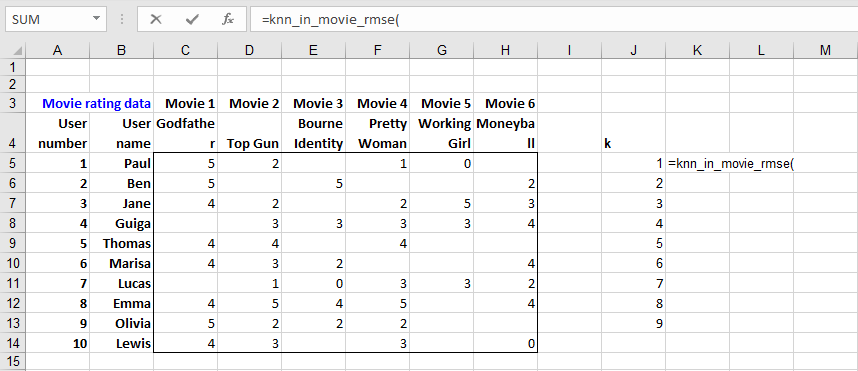 SUM =knn_in_movie_rmse(
A B C D E F G H I J K L M
1
2
3 Movie rating data Movie 1 Movie 2 Movie 3 Movie 4 Movie 5 Movie 6
User User Godfathe Bourne Pretty Working Moneyba
4 number name r Top Gun Identity Woman Girl ll k
5 1 Paul 5 2 1 0 1 =knn_in_movie_rmse(
6 2 Ben 5 5 2 2
7 3 Jane 4 2 2 5 3 3
8 4 Guiga 3 3 3 3 4 4
9 5 Thomas 4 4 4 5
10 6 Marisa 4 3 2 4 6
11 7 Lucas 1 0 3 3 2 7
12 8 Emma 4 5 4 5 4 8
13 9 Olivia 5 2 2 2 9
14 10 Lewis 4 3 3 0
15